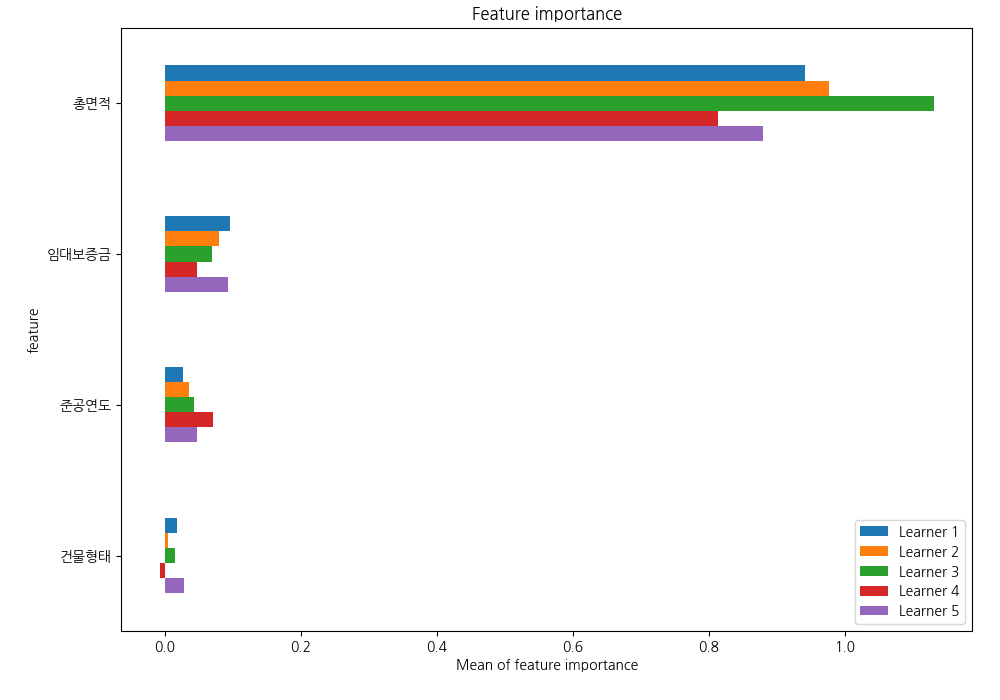 Feature importance
총면적
임대보증금
준공연도
건물형태
feature
0.0 0.2 0.4 0.6 0.8 1.0
Mean of feature importance
Learner 1
Learner 2
Learner 3
Learner 4
Learner 5